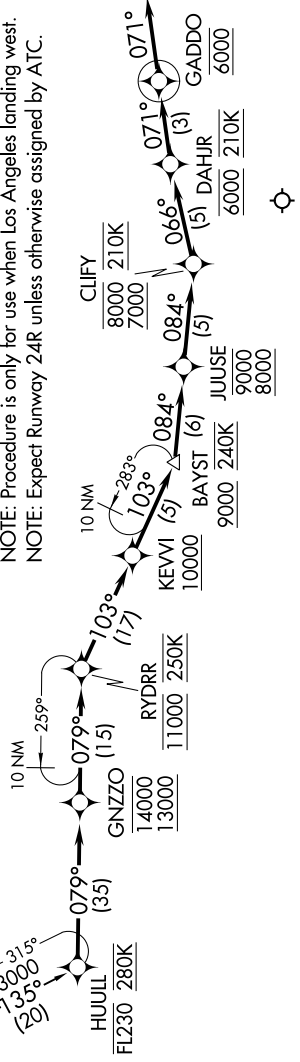 NOTE: Procedure is only for use when Los Angeles landing west.
NOTE: Expect Runway 24R unless otherwise assigned by ATC.
315°
3000
135°
(20)
HUULL
FL230 280K
079°
(35)
GNZZO
14000
13000
10 NM
259°
079°
(15)
RYDRR
11000 250K
103°
(17)
KEVVI
10000
10 NM
283°
103°
(5)
BAYST
9000 240K
084°
(6)
JUUSE
9000
8000
084°
(5)
CLIFY
8000 210K
7000
066°
(5)
DAHJR
6000 210K
071°
(3)
GADDO
6000
071°